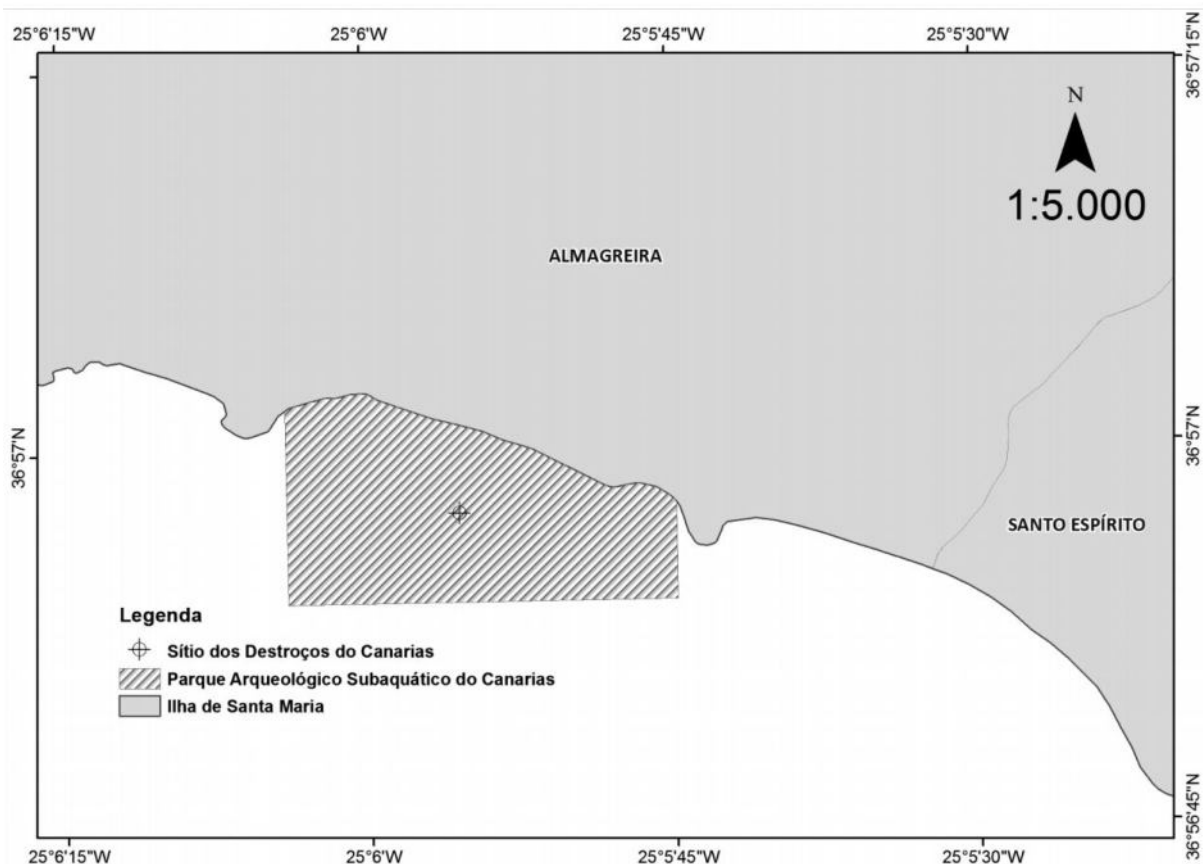 25°6'15"W 25°6'W 25°5'45"W 25°5'30"W
36°57'15"N
N
1:5.000
ALMAGREIRA
36°57'N
36°57'N
SANTO ESPÍRITO
Legenda
Sítio dos Destroços do Canarias
Parque Arqueológico Subaquático do Canarias
Ilha de Santa Maria
36°56'45"N
25°6'15"W 25°6'W 25°5'45"W 25°5'30"W